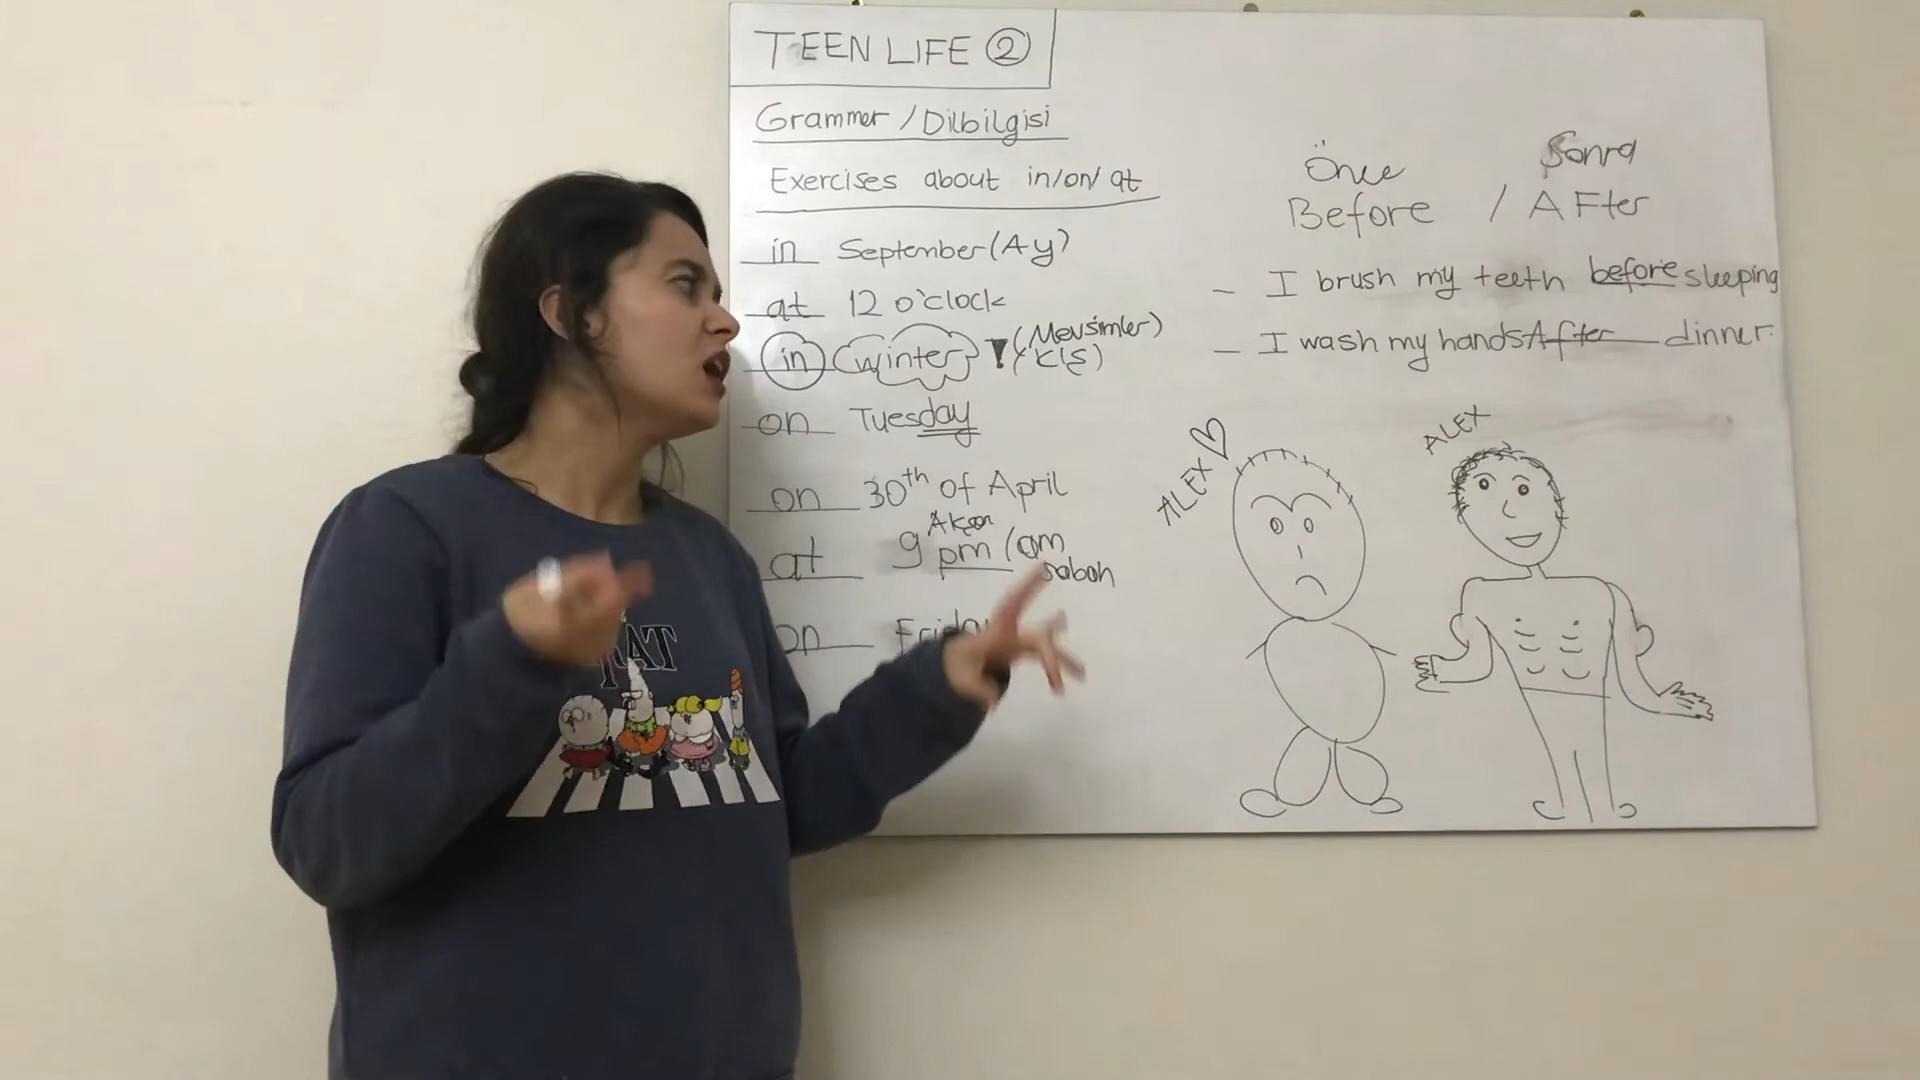 TEEN LIFE 2
Grammer / Dilbilgisi
Exercises about in/on/at
in September (Ay)
at 12 o'clock
in winter ! (Mevsimler)
(Kış)
on Tuesday
on 30th of April
Akşam
at 9 pm / am
sabah
on Friday
Önce Sonra
Before / AFter
- I brush my teeth before sleeping
- I wash my hands After dinner.
ALEX
ALEX
RAT